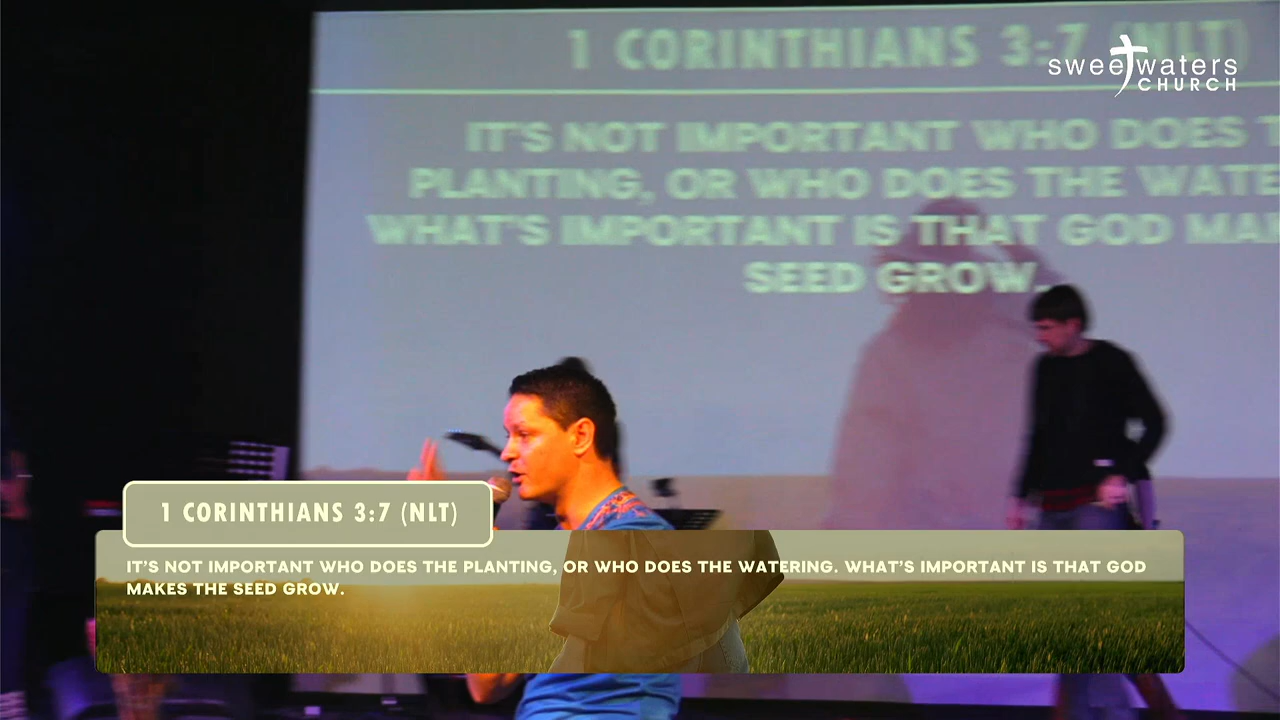 1 CORINTHIANS 3-7 (NLT)
sweetwaters
CHURCH
IT'S NOT IMPORTANT WHO DOES T
PLANTING, OR WHO DOES THE WATE
WHAT'S IMPORTANT IS THAT GOD MAK
SEED GROW.
1 CORINTHIANS 3:7 (NLT)
IT'S NOT IMPORTANT WHO DOES THE PLANTING, OR WHO DOES THE WATERING. WHAT'S IMPORTANT IS THAT GOD
MAKES THE SEED GROW.